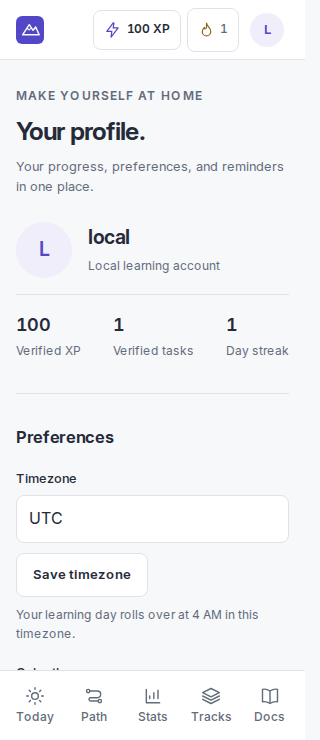 100 XP
1
L
MAKE YOURSELF AT HOME
Your profile.
Your progress, preferences, and reminders
in one place.
L
local
Local learning account
100
Verified XP
1
Verified tasks
1
Day streak
Preferences
Timezone
UTC
Save timezone
Your learning day rolls over at 4 AM in this
timezone.
Today
Path
Stats
Tracks
Docs